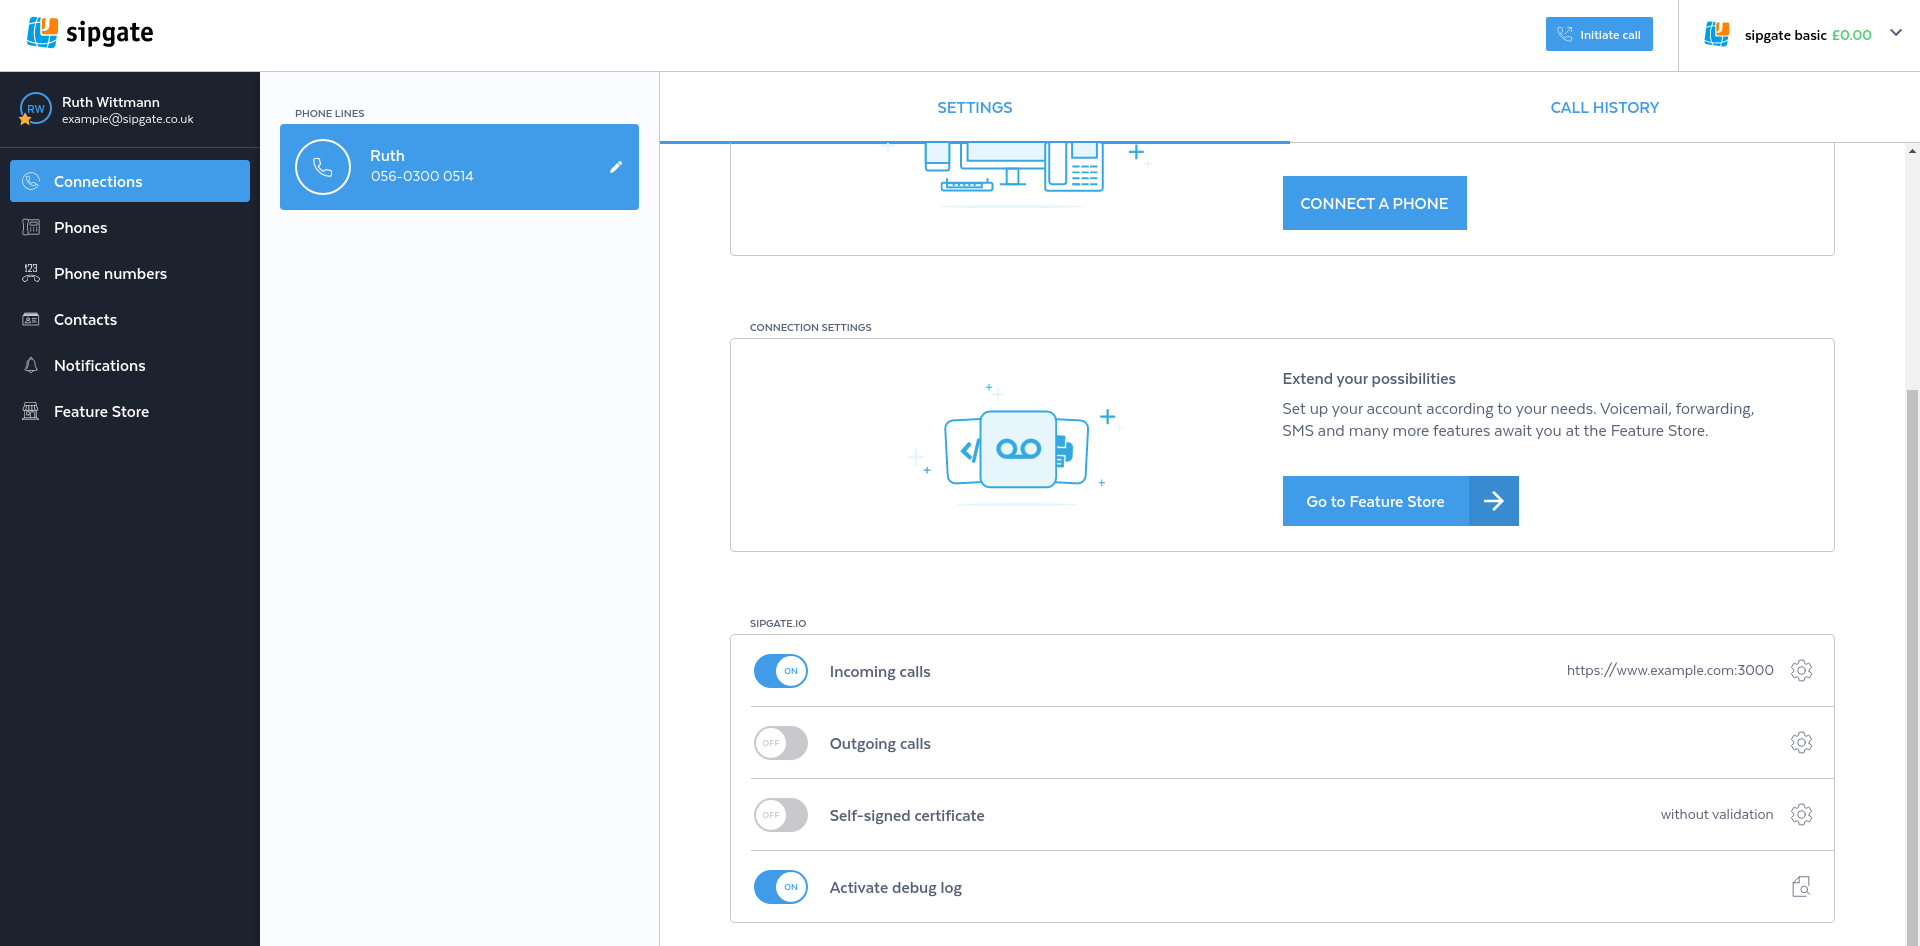 sipgate
Initiate call
sipgate basic £0.00
RW
Ruth Wittmann
example@sipgate.co.uk
Connections
Phones
123
Phone numbers
Contacts
Notifications
Feature Store
PHONE LINES
Ruth
056-0300 0514
SETTINGS
CALL HISTORY
CONNECT A PHONE
CONNECTION SETTINGS
Extend your possibilities
Set up your account according to your needs. Voicemail, forwarding,
SMS and many more features await you at the Feature Store.
Go to Feature Store
SIPGATE.IO
ON
Incoming calls
https://www.example.com:3000
OFF
Outgoing calls
OFF
Self-signed certificate
without validation
ON
Activate debug log